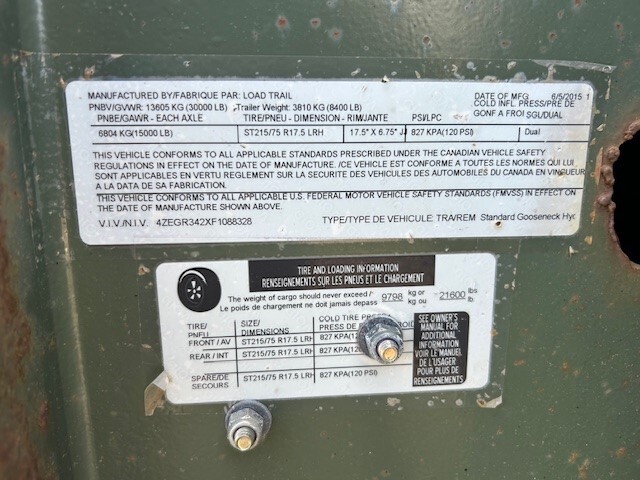 MANUFACTURED BY/FABRIQUE PAR: LOAD TRAIL DATE OF MFG 6/5/2015 1
PNBV/GVWR: 13605 KG (30000 LB) Trailer Weight: 3810 KG (8400 LB) COLD INFL. PRESS/PRE DE
PNBE/GAWR - EACH AXLE TIRE/PNEU - DIMENSION - RIM/JANTE PSI/LPC GONF A FROI SGL/DUAL
6804 KG(15000 LB) ST215/75 R17.5 LRH 17.5" X 6.75" J 827 KPA(120 PSI) Dual
THIS VEHICLE CONFORMS TO ALL APPLICABLE STANDARDS PRESCRIBED UNDER THE CANADIAN VEHICLE SAFETY
REGULATIONS IN EFFECT ON THE DATE OF MANUFACTURE. /CE VEHICLE EST CONFORME A TOUTES LES NORMES QUI LUI
SONT APPLICABLES EN VERTU REGLEMENT SUR LA SECURITE DES VEHICULES DES AUTOMOBILES DU CANADA EN VINGUEUR
A LA DATE DE SA FABRICATION.
THIS VEHICLE CONFORMS TO ALL APPLICABLE U.S. FEDERAL MOTOR VEHICLE SAFETY STANDARDS (FMVSS) IN EFFECT ON THE
DATE OF MANUFACTURE SHOWN ABOVE.
V.I.V./N.I.V. 4ZEGR342XF1088328 TYPE/TYPE DE VEHICULE: TRA/REM Standard Gooseneck Hyd
TIRE AND LOADING INFORMATION
RENSEIGNEMENTS SUR LES PNEUS ET LE CHARGEMENT
The weight of cargo should never exceed / 9798 kg or 21600 lbs
Le poids de chargement ne doit jamais depass kg ou lb
TIRE/ SIZE/ COLD TIRE PRES
PNEU DIMENSIONS PRESS DE
FRONT / AV ST215/75 R17.5 LRH 827 KPA(120
REAR / INT ST215/75 R17.5 LRH 827 KPA(120
SPARE/DE ST215/75 R17.5 LRH 827 KPA(120 PSI)
SECOURS
SEE OWNER'S
MANUAL FOR
ADDITIONAL
INFORMATION
VOIR LE MANUEL
DE L'USAGER
POUR PLUS DE
RENSEIGNEMENTS